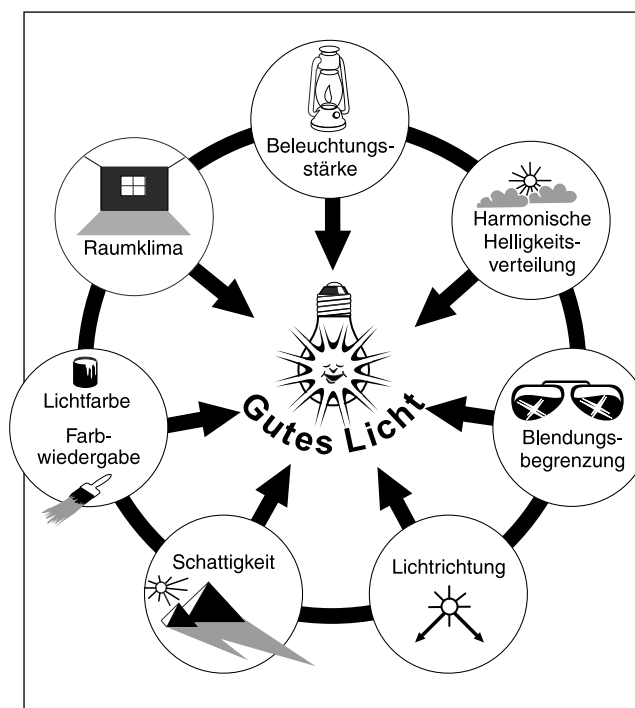 Beleuchtungs-
stärke
Harmonische
Helligkeits-
verteilung
Blendungs-
begrenzung
Lichtrichtung
Schattigkeit
Lichtfarbe
Farb-
wiedergabe
Raumklima
Gutes Licht